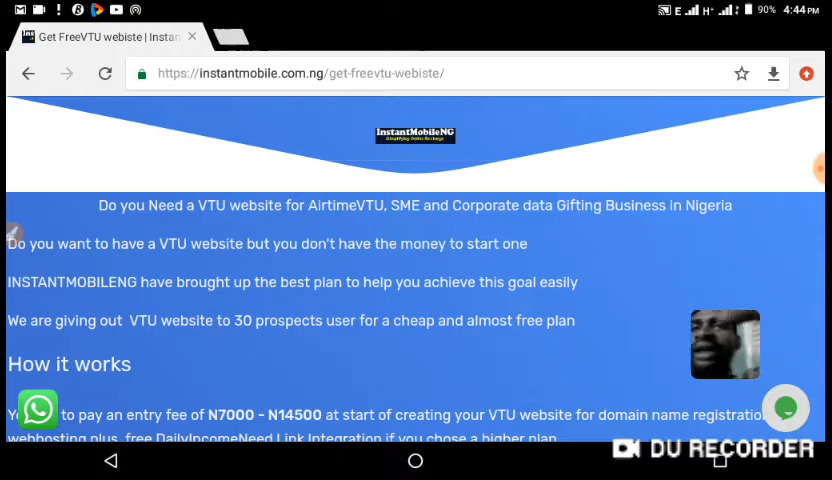 90% 4:44PM
Get FreeVTU webiste | Instan
https://instantmobile.com.ng/get-freevtu-webiste/
InstantMobileNG
Do you Need a VTU website for AirtimeVTU, SME and Corporate data Gifting Business in Nigeria
Do you want to have a VTU website but you don't have the money to start one
INSTANTMOBILENG have brought up the best plan to help you achieve this goal easily
We are giving out VTU website to 30 prospects user for a cheap and almost free plan
How it works
to pay an entry fee of N7000 - N14500 at start of creating your VTU website for domain name registratio
webhosting plus free DailyIncomeNeed Link Integration if you chose a higher plan
DU RECORDER